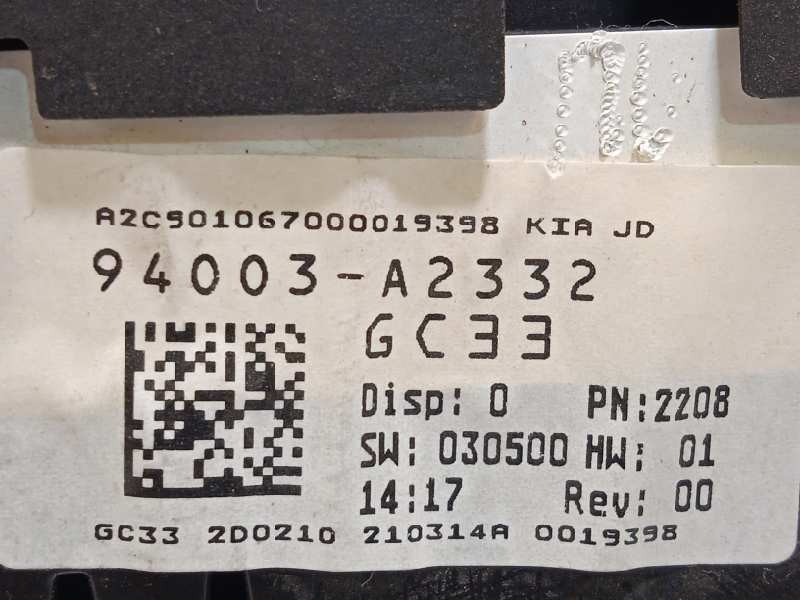 A2C901067000019398 KIA JD
94003-A2332
GC33
Disp: 0 PN:2208
SW: 030500 HW: 01
14:17 Rev: 00
GC33 2D0210 210314A 0019398